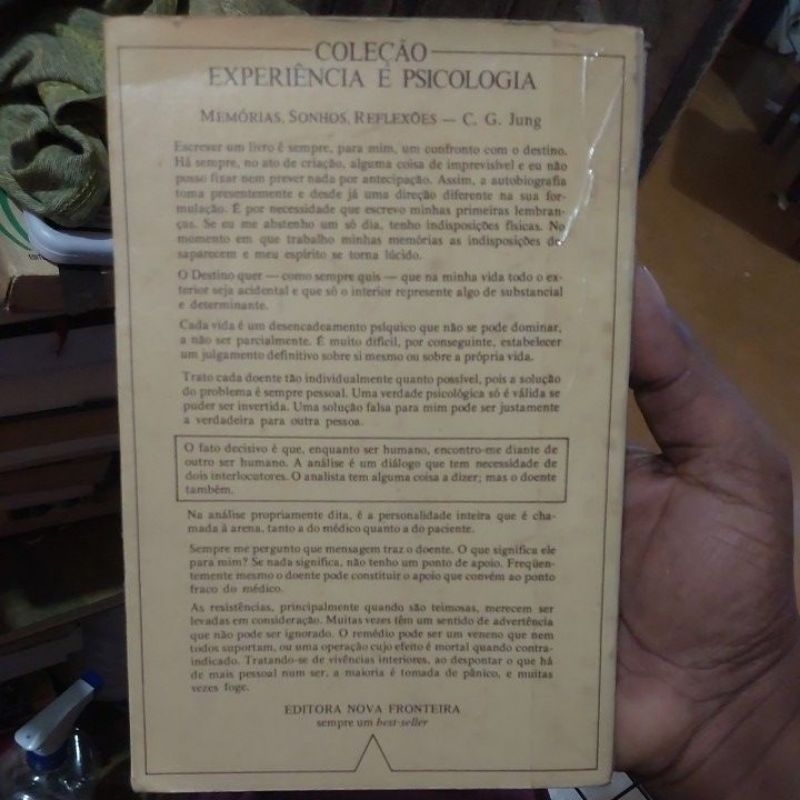 COLEÇÃO
EXPERIÊNCIA E PSICOLOGIA
MEMÓRIAS, SONHOS, REFLEXÕES — C. G. Jung
Escrever um livro é sempre, para mim, um confronto com o destino.
Há sempre, no ato de criação, alguma coisa de imprevisível e eu não
posso fixar nem prever nada por antecipação. Assim, a autobiografia
toma presentemente e desde já uma direção diferente na sua for-
mulação. É por necessidade que escrevo minhas primeiras lembran-
ças. Se eu me abstenho um só dia, tenho indisposições físicas. No
momento em que trabalho minhas memórias as indisposições de
saparecem e meu espírito se torna lúcido.
O Destino quer — como sempre quis — que na minha vida todo o ex-
terior seja acidental e que só o interior represente algo de substancial
e determinante.
Cada vida é um desencadeamento psíquico que não se pode dominar,
a não ser parcialmente. É muito difícil, por conseguinte, estabelecer
um julgamento definitivo sobre si mesmo ou sobre a própria vida.
Trato cada doente tão individualmente quanto possível, pois a solução
do problema é sempre pessoal. Uma verdade psicológica só é válida se
puder ser invertida. Uma solução falsa para mim pode ser justamente
a verdadeira para outra pessoa.
O fato decisivo é que, enquanto ser humano, encontro-me diante de
outro ser humano. A análise é um diálogo que tem necessidade de
dois interlocutores. O analista tem alguma coisa a dizer; mas o doente
também.
Na análise propriamente dita, é a personalidade inteira que é cha-
mada à arena, tanto a do médico quanto a do paciente.
Sempre me pergunto que mensagem traz o doente. O que significa ele
para mim? Se nada significa, não tenho um ponto de apoio. Freqüen-
temente mesmo o doente pode constituir o apoio que convém ao ponto
fraco do médico.
As resistências, principalmente quando são teimosas, merecem ser
levadas em consideração. Muitas vezes têm um sentido de advertência
que não pode ser ignorado. O remédio pode ser um veneno que nem
todos suportam, ou uma operação cujo efeito é mortal quando contra-
indicado. Tratando-se de vivências interiores, ao despontar o que há
de mais pessoal num ser, a maioria é tomada de pânico, e muitas
vezes foge.
EDITORA NOVA FRONTEIRA
sempre um best-seller